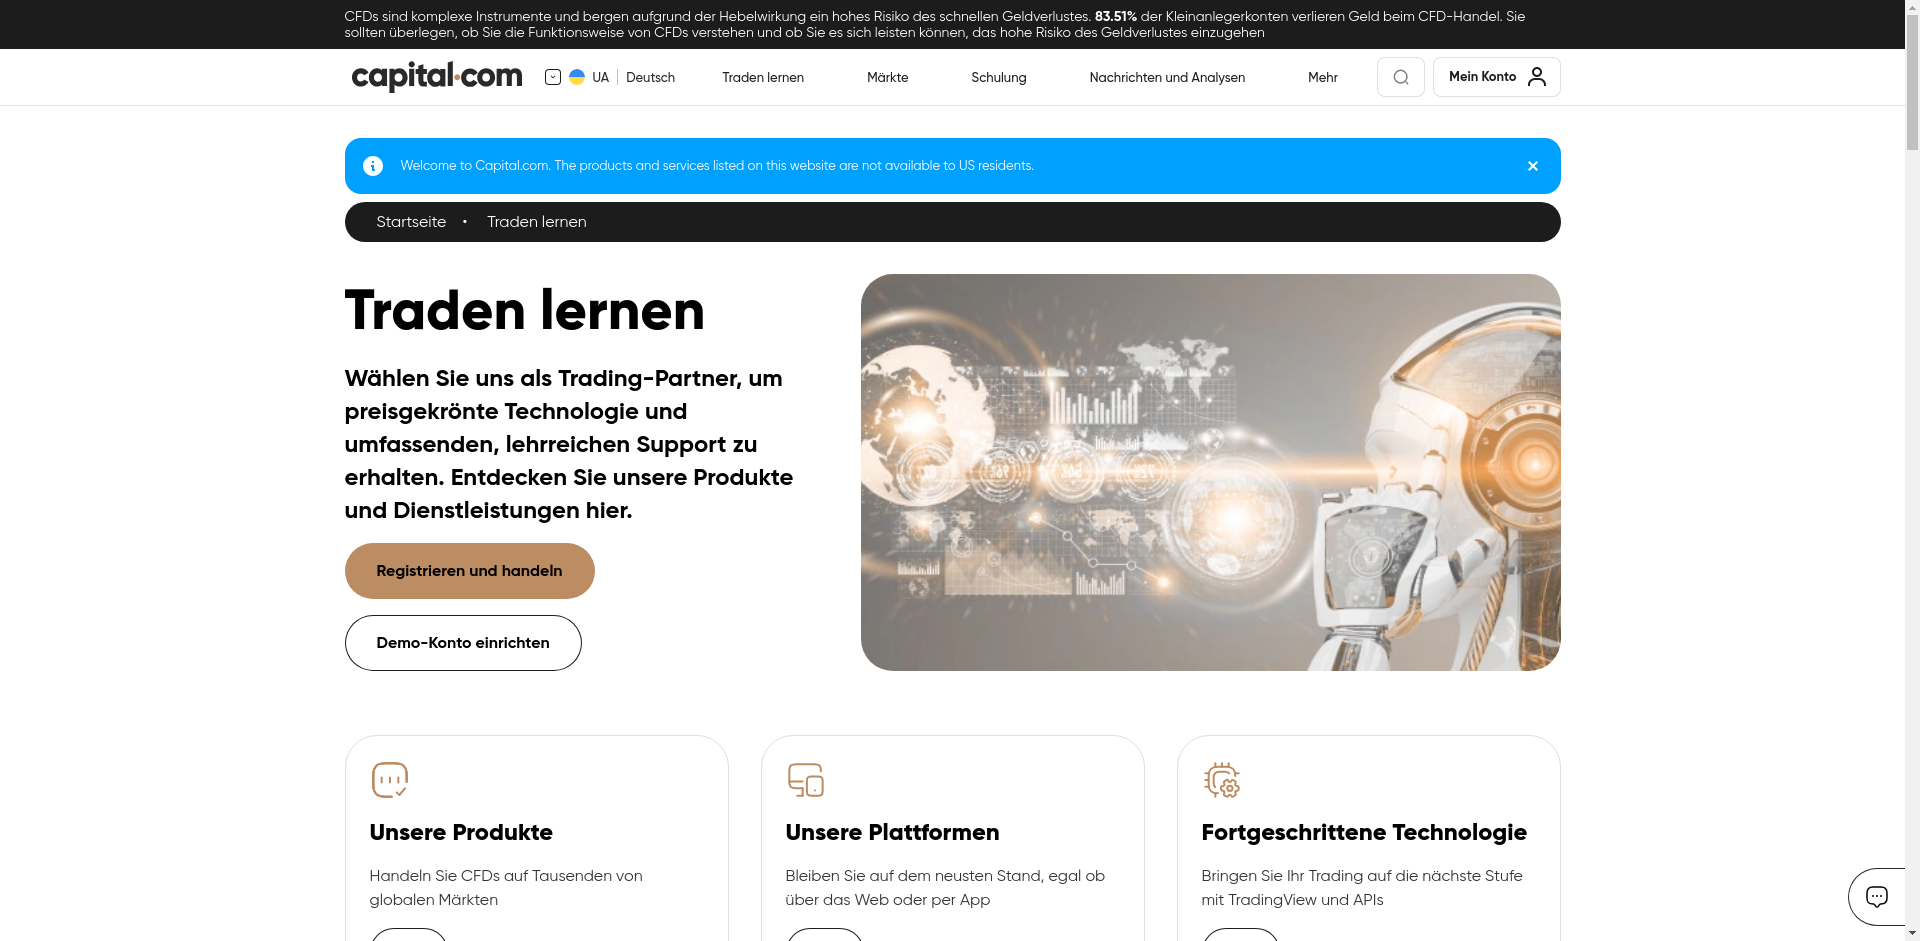 CFDs sind komplexe Instrumente und bergen aufgrund der Hebelwirkung ein hohes Risiko des schnellen Geldverlustes. 83.51% der Kleinanlegerkonten verlieren Geld beim CFD-Handel. Sie
sollten überlegen, ob Sie die Funktionsweise von CFDs verstehen und ob Sie es sich leisten können, das hohe Risiko des Geldverlustes einzugehen
capital.com UA Deutsch Traden lernen Märkte Schulung Nachrichten und Analysen Mehr Mein Konto
Welcome to Capital.com. The products and services listed on this website are not available to US residents.
Startseite • Traden lernen
Traden lernen
Wählen Sie uns als Trading-Partner, um
preisgekrönte Technologie und
umfassenden, lehrreichen Support zu
erhalten. Entdecken Sie unsere Produkte
und Dienstleistungen hier.
Registrieren und handeln
Demo-Konto einrichten
Unsere Produkte
Handeln Sie CFDs auf Tausenden von
globalen Märkten
Unsere Plattformen
Bleiben Sie auf dem neusten Stand, egal ob
über das Web oder per App
Fortgeschrittene Technologie
Bringen Sie Ihr Trading auf die nächste Stufe
mit TradingView und APIs